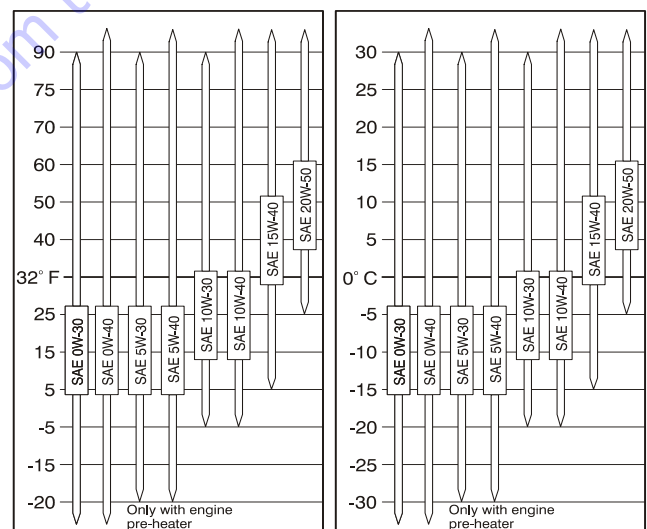 om t
90
75
70
60
50
40
32° F
25
15
5
-5
-15
-20
SAE 0W-30
SAE 0W-40
SAE 5W-30
SAE 5W-40
SAE 10W-30
SAE 10W-40
SAE 15W-40
SAE 20W-50
Only with engine
pre-heater
30
25
20
15
10
5
0° C
-5
-10
-15
-20
-25
-30
SAE 0W-30
SAE 0W-40
SAE 5W-30
SAE 5W-40
SAE 10W-30
SAE 10W-40
SAE 15W-40
SAE 20W-50
Only with engine
pre-heater